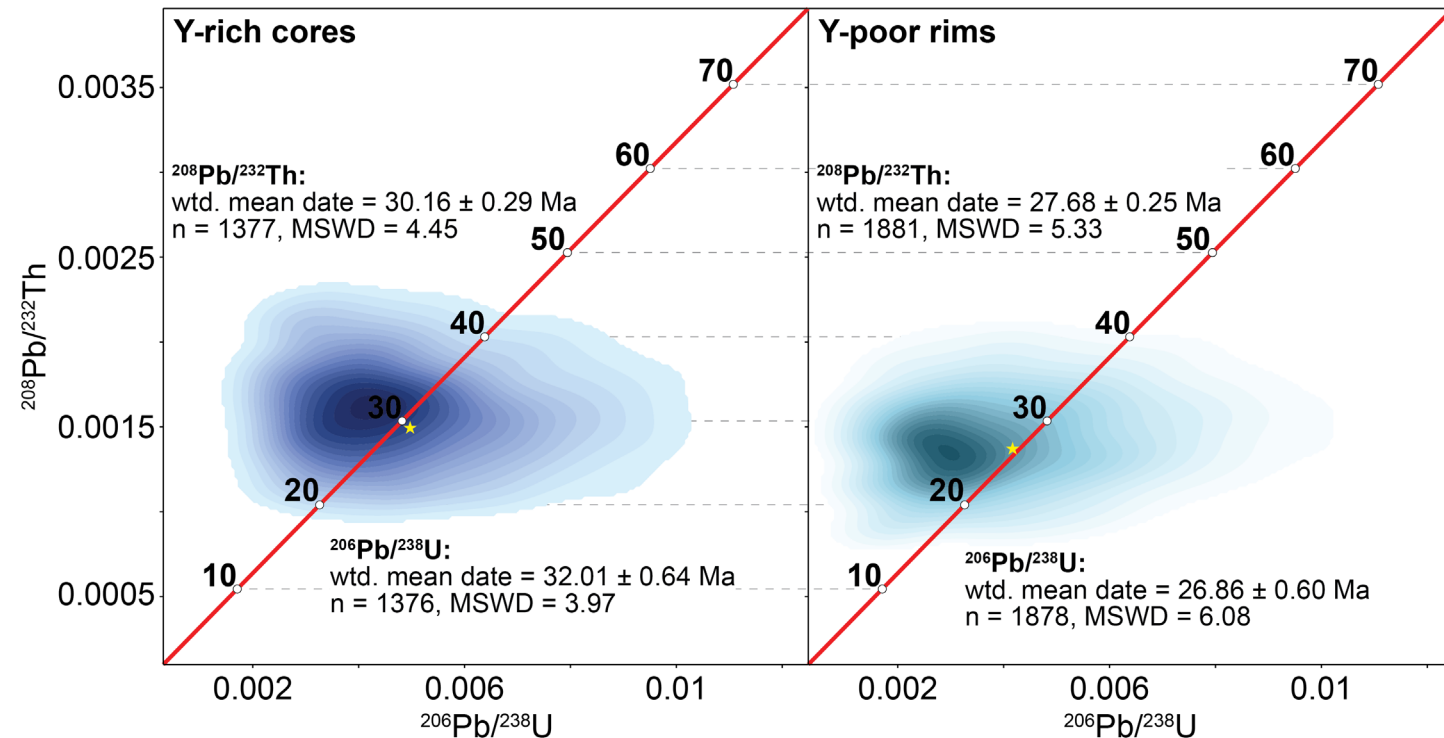 Y-rich cores
Y-poor rims
²⁰⁸Pb/²³²Th
0.0035
0.0025
0.0015
0.0005
70
60
50
40
30
20
10
²⁰⁸Pb/²³²Th:
wtd. mean date = 30.16 ± 0.29 Ma
n = 1377, MSWD = 4.45
²⁰⁶Pb/²³⁸U:
wtd. mean date = 32.01 ± 0.64 Ma
n = 1376, MSWD = 3.97
0.002
0.006
0.01
²⁰⁶Pb/²³⁸U
70
60
50
40
30
20
10
²⁰⁸Pb/²³²Th:
wtd. mean date = 27.68 ± 0.25 Ma
n = 1881, MSWD = 5.33
²⁰⁶Pb/²³⁸U:
wtd. mean date = 26.86 ± 0.60 Ma
n = 1878, MSWD = 6.08
0.002
0.006
0.01
²⁰⁶Pb/²³⁸U